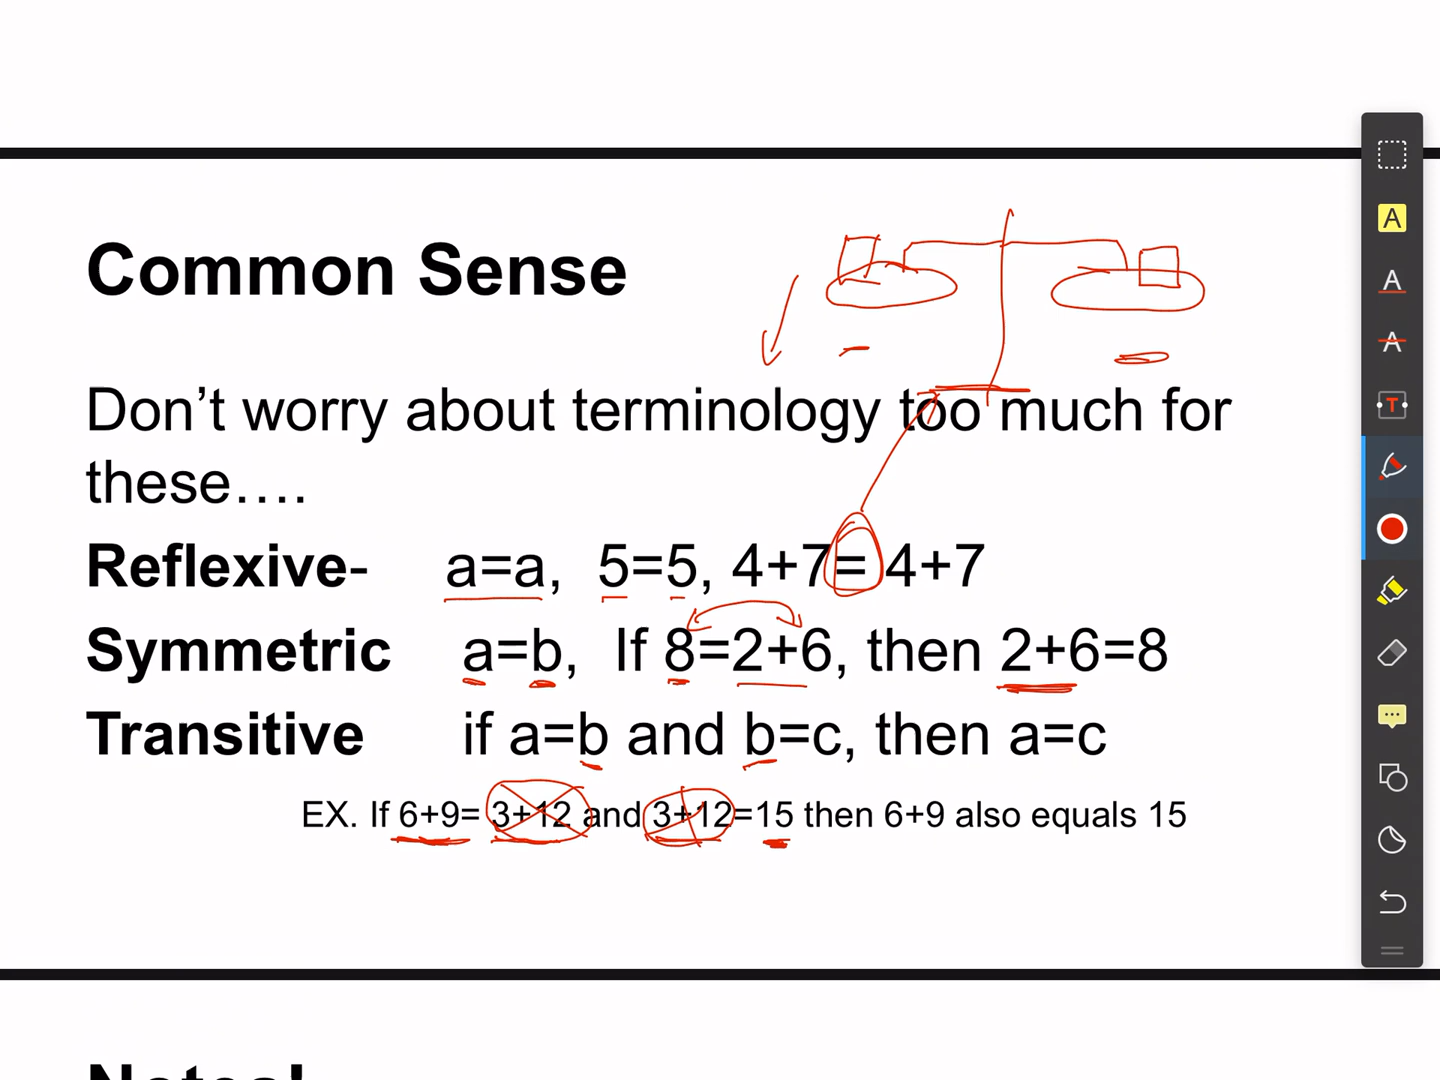 Common Sense
Don’t worry about terminology too much for
these….
Reflexive- a=a, 5=5, 4+7= 4+7
Symmetric a=b, If 8=2+6, then 2+6=8
Transitive if a=b and b=c, then a=c
EX. If 6+9= 3+12 and 3+12=15 then 6+9 also equals 15
Notes!
A
A
A
T